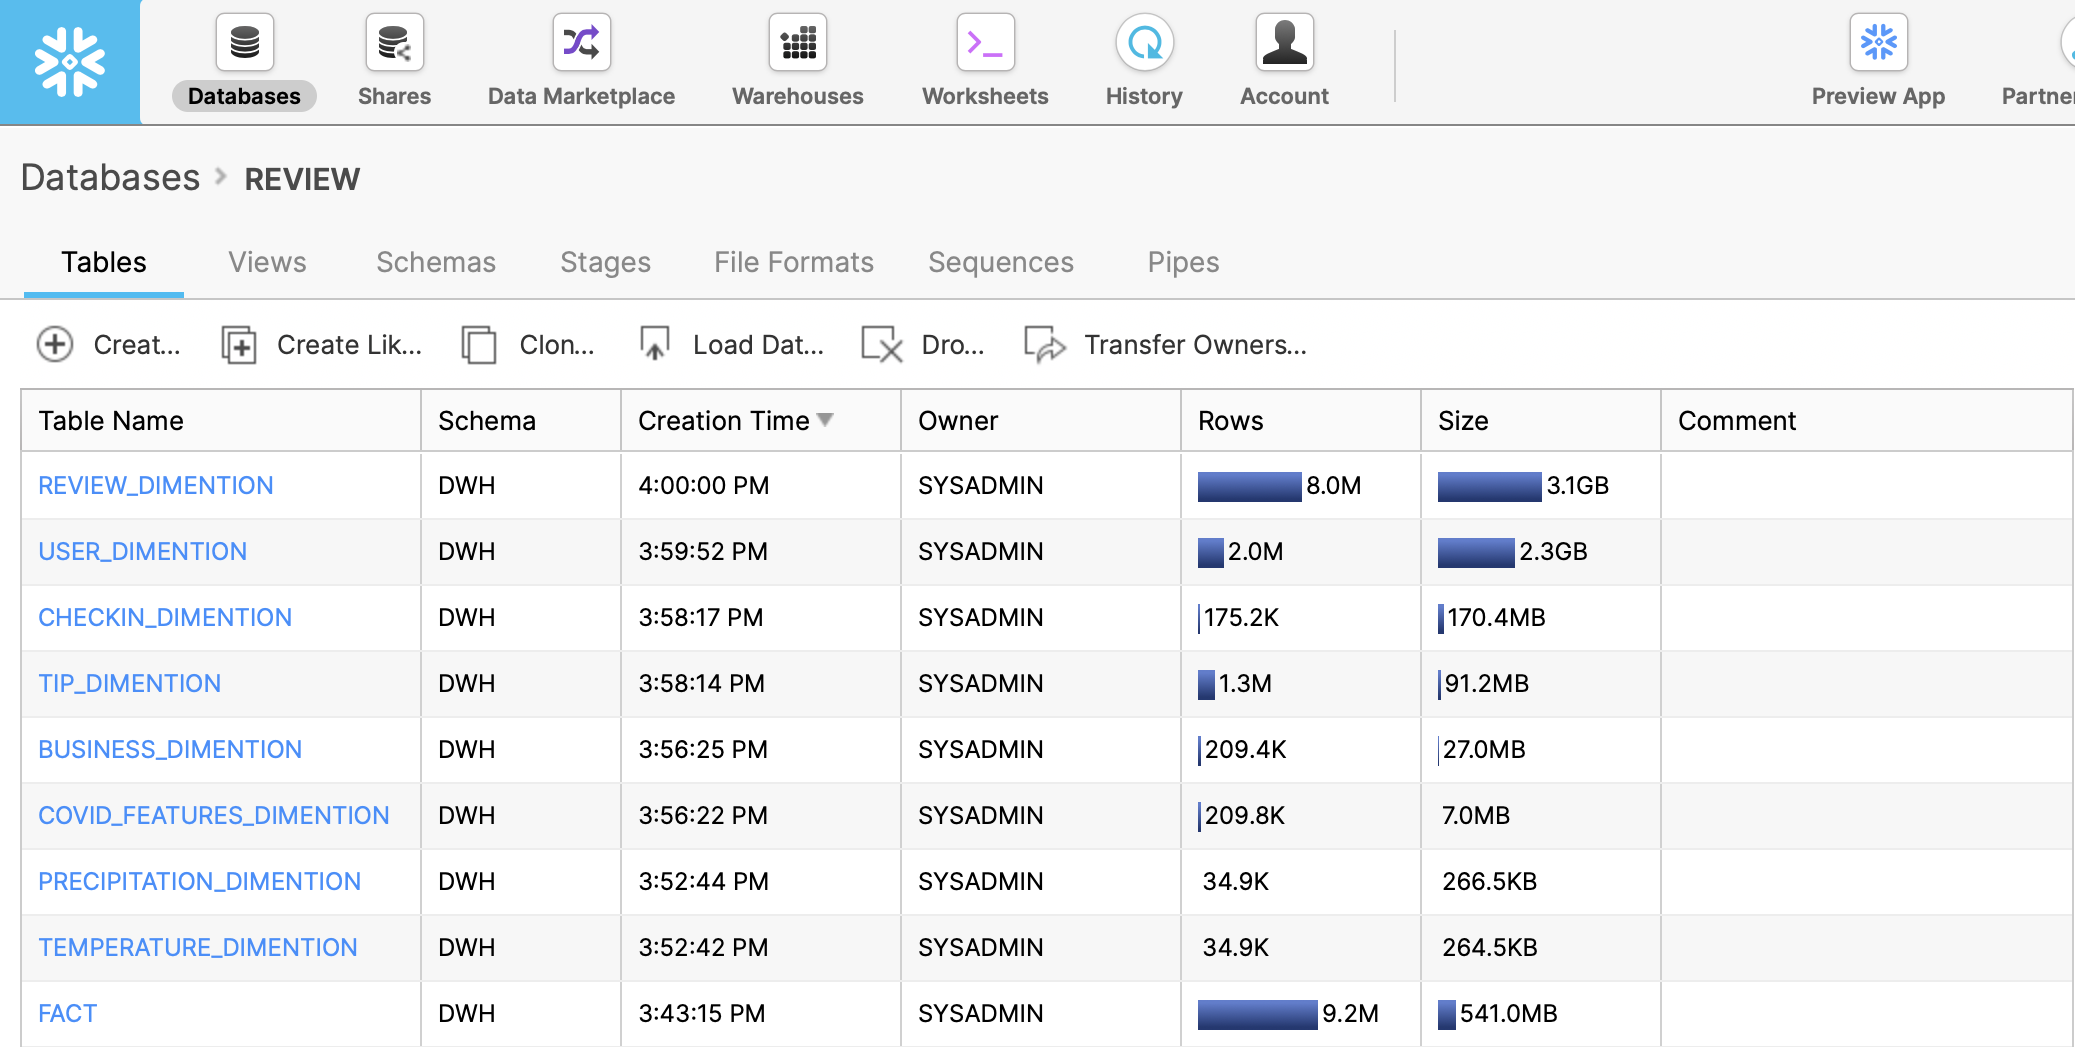 Databases Shares Data Marketplace Warehouses Worksheets History Account Preview App Partner
Databases > REVIEW
Tables Views Schemas Stages File Formats Sequences Pipes
Creat... Create Lik... Clon... Load Dat... Dro... Transfer Owners...
Table Name Schema Creation Time Owner Rows Size Comment
REVIEW_DIMENTION DWH 4:00:00 PM SYSADMIN 8.0M 3.1GB
USER_DIMENTION DWH 3:59:52 PM SYSADMIN 2.0M 2.3GB
CHECKIN_DIMENTION DWH 3:58:17 PM SYSADMIN 175.2K 170.4MB
TIP_DIMENTION DWH 3:58:14 PM SYSADMIN 1.3M 91.2MB
BUSINESS_DIMENTION DWH 3:56:25 PM SYSADMIN 209.4K 27.0MB
COVID_FEATURES_DIMENTION DWH 3:56:22 PM SYSADMIN 209.8K 7.0MB
PRECIPITATION_DIMENTION DWH 3:52:44 PM SYSADMIN 34.9K 266.5KB
TEMPERATURE_DIMENTION DWH 3:52:42 PM SYSADMIN 34.9K 264.5KB
FACT DWH 3:43:15 PM SYSADMIN 9.2M 541.0MB